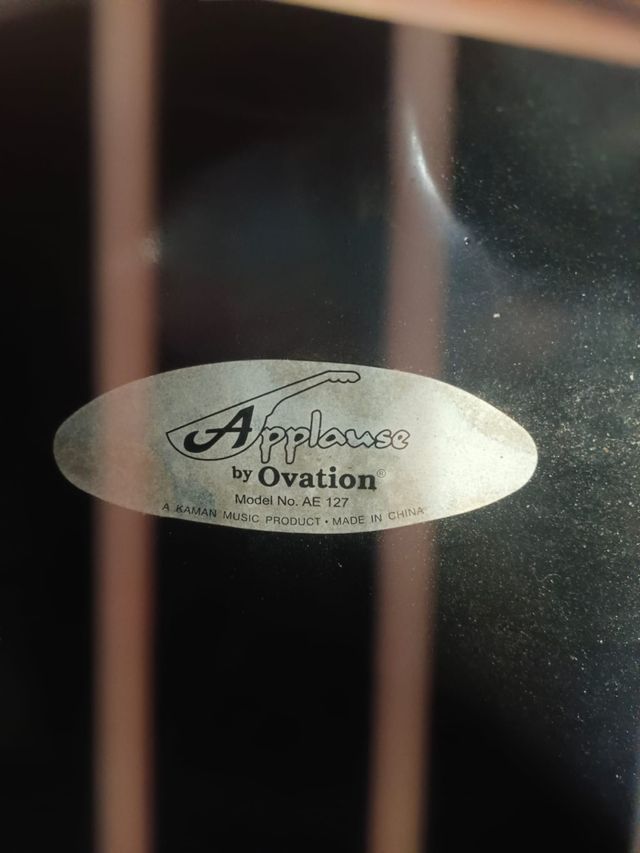 Applause
by Ovation®
Model No. AE 127
A KAMAN MUSIC PRODUCT • MADE IN CHINA